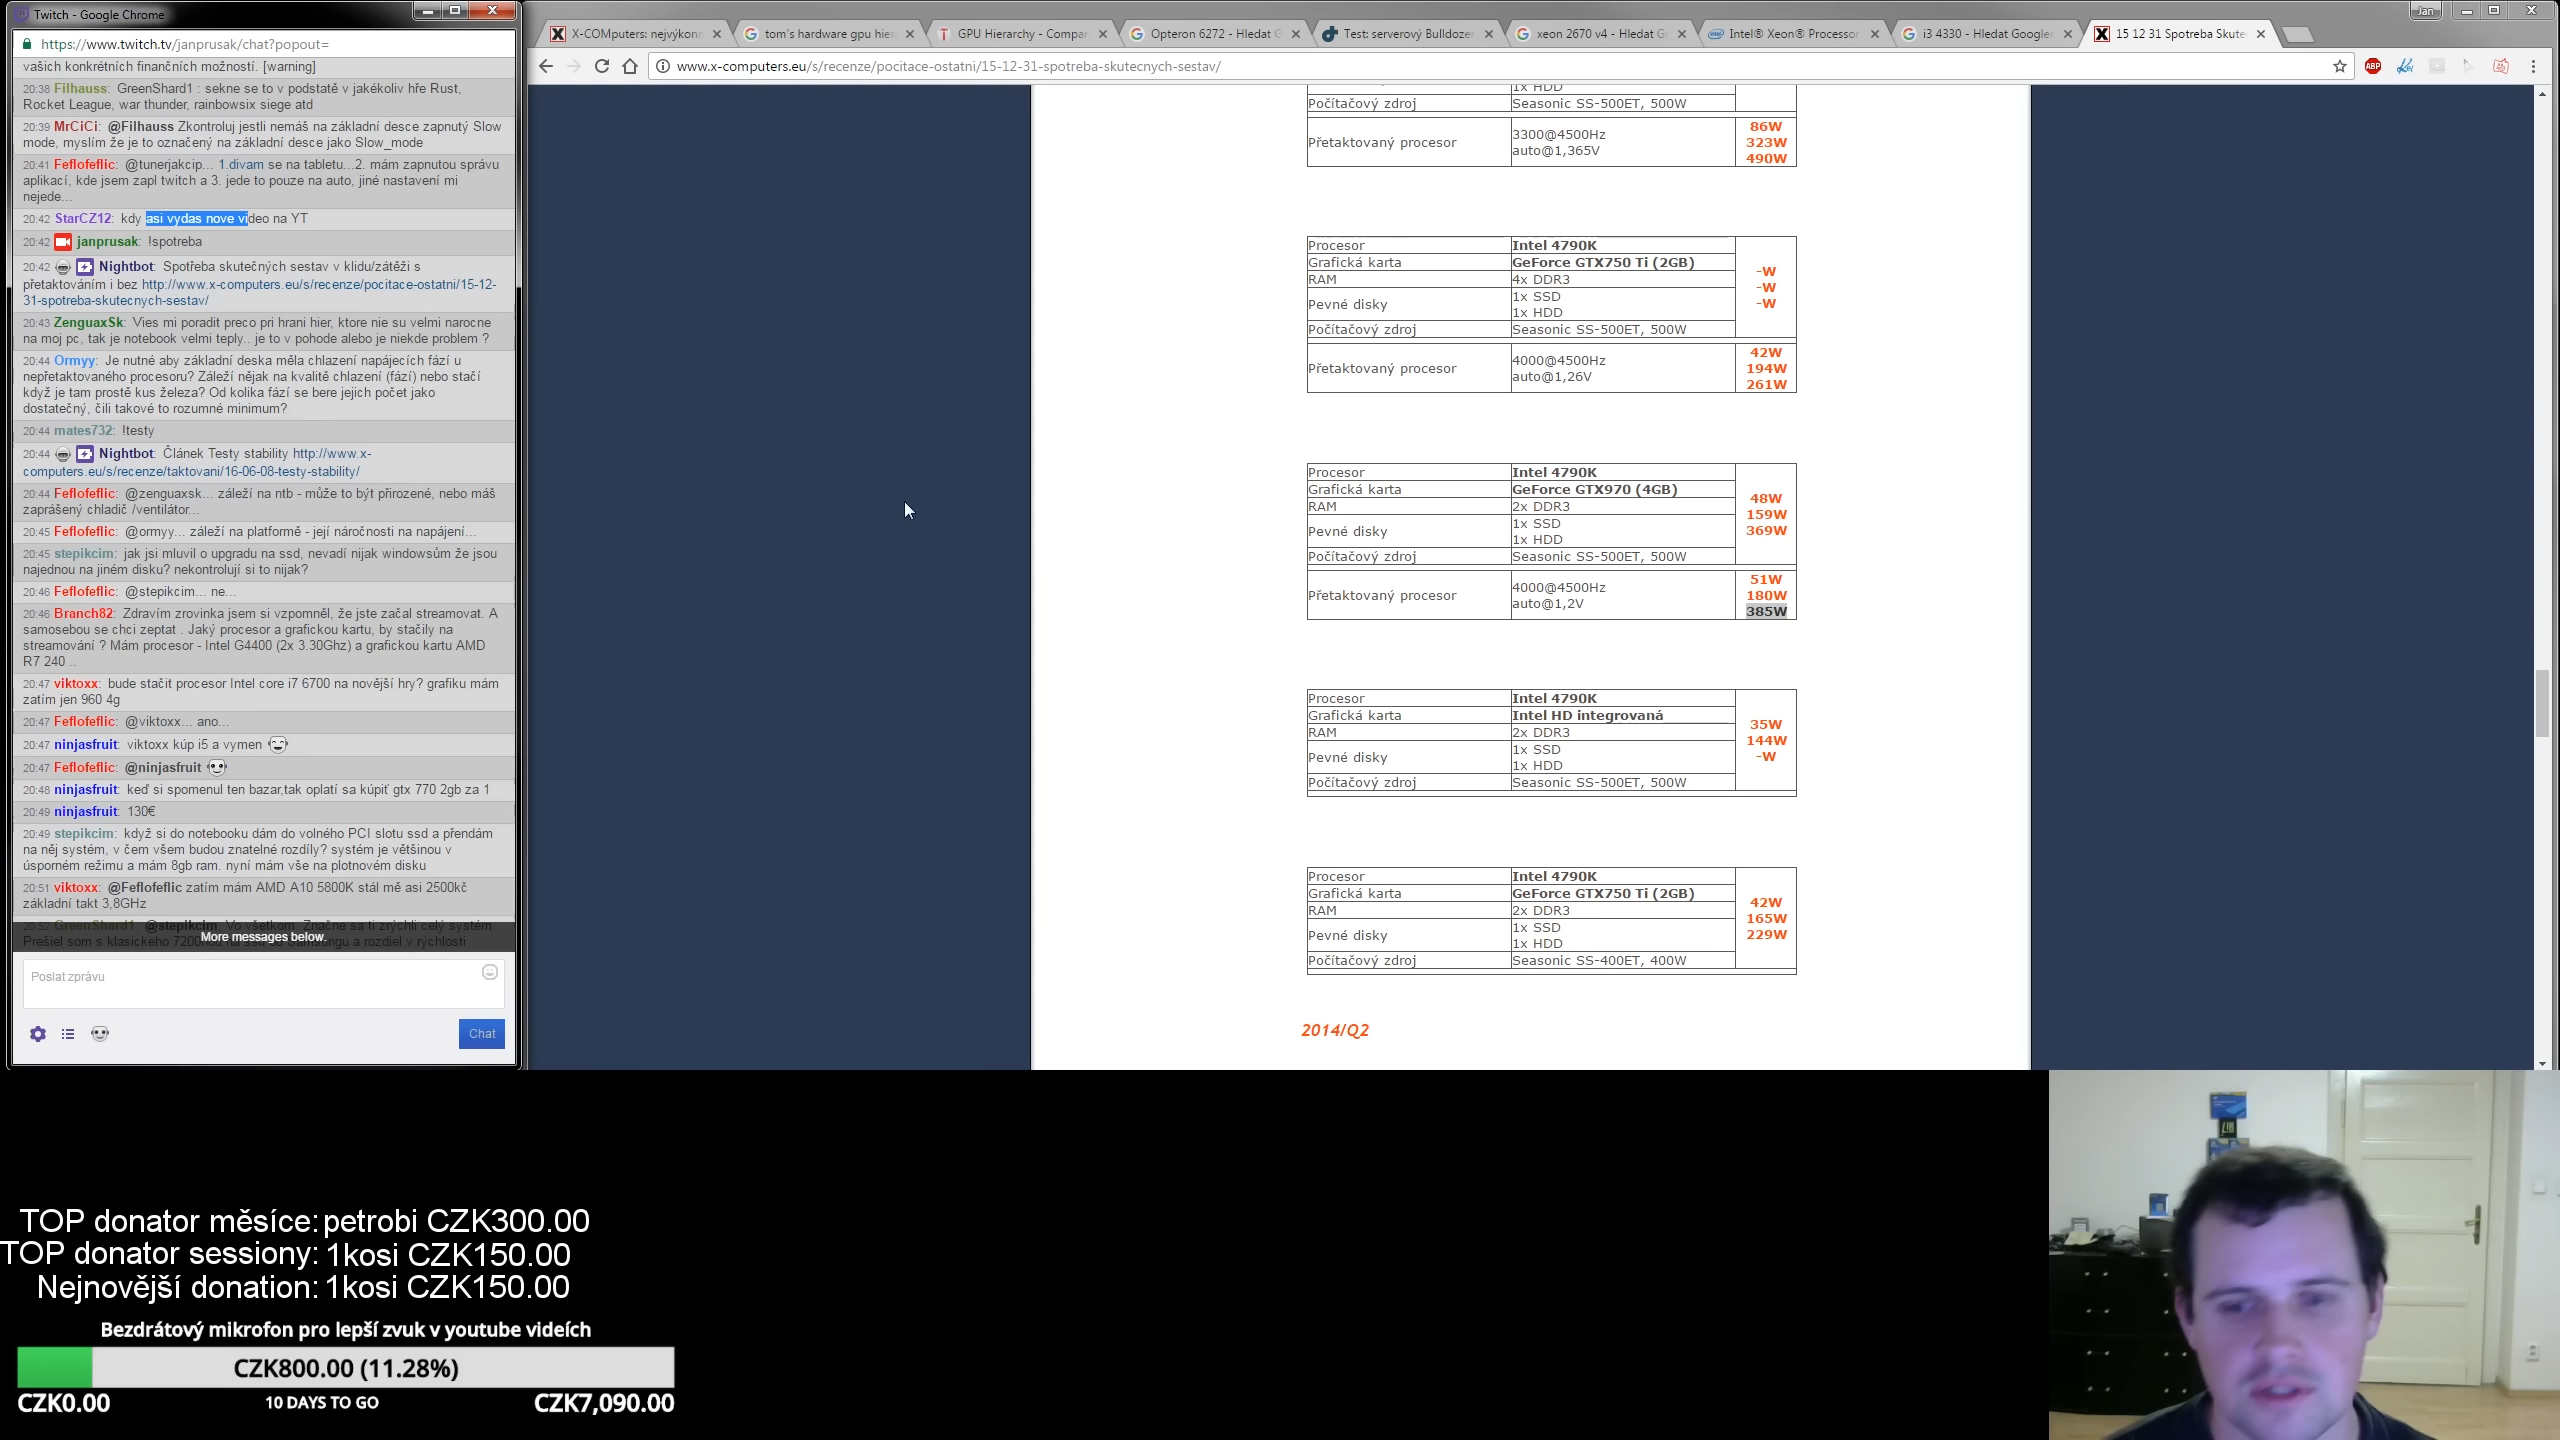 Twitch - Google Chrome
https://www.twitch.tv/janprusak/chat?popout=
vašich konkrétních finančních možností. [warning]
20:38 Filhauss: GreenShard1 : sekne se to v podstatě v jakékoliv hře Rust,
Rocket League, war thunder, rainbowsix siege atd
20:39 MrCiCi: @Filhauss Zkontroluj jestli nemáš na základní desce zapnutý Slow
mode, myslím že je to označený na základní desce jako Slow_mode
20:41 Feflofeflic: @tunerjakcip... 1.divam se na tabletu...2. mám zapnutou správu
aplikací, kde jsem zapl twitch a 3. jede to pouze na auto, jiné nastavení mi
nejede...
20:42 StarCZ12: kdy asi vydas nove video na YT
20:42 janprusak: !spotreba
20:42 Nightbot: Spotřeba skutečných sestav v klidu/zátěži s
přetaktováním i bez http://www.x-computers.eu/s/recenze/pocitace-ostatni/15-12-
31-spotreba-skutecnych-sestav/
20:43 ZenguaxSk: Vies mi poradit preco pri hrani hier, ktore nie su velmi narocne
na moj pc, tak je notebook velmi teply.. je to v pohode alebo je niekde problem ?
20:44 Ormyy: Je nutné aby základní deska měla chlazení napájecích fází u
nepřetaktovaného procesoru? Záleží nějak na kvalitě chlazení (fází) nebo stačí
když je tam prostě kus železa? Od kolika fází se bere jejich počet jako
dostatečný, čili takové to rozumné minimum?
20:44 mates732: !testy
20:44 Nightbot: Článek Testy stability http://www.x-
computers.eu/s/recenze/taktovani/16-06-08-testy-stability/
20:44 Feflofeflic: @zenguaxsk... záleží na ntb - může to být přirozené, nebo máš
zaprášený chladič /ventilátor...
20:45 Feflofeflic: @ormyy... záleží na platformě - její náročnosti na napájení...
20:45 stepikcim: jak jsi mluvil o upgradu na ssd, nevadí nijak windowsům že jsou
najednou na jiném disku? nekontrolují si to nijak?
20:46 Feflofeflic: @stepikcim... ne...
20:46 Branch82: Zdravím zrovinka jsem si vzpomněl, že jste začal streamovat. A
samosebou se chci zeptat . Jaký procesor a grafickou kartu, by stačily na
streamování ? Mám procesor - Intel G4400 (2x 3.30Ghz) a grafickou kartu AMD
R7 240 ..
20:47 viktoxx: bude stačit procesor Intel core i7 6700 na novější hry? grafiku mám
zatím jen 960 4g
20:47 Feflofeflic: @viktoxx... ano...
20:47 ninjasfruit: viktoxx kúp i5 a vymen
20:47 Feflofeflic: @ninjasfruit
20:48 ninjasfruit: keď si spomenul ten bazar,tak oplatí sa kúpiť gtx 770 2gb za 1
20:49 ninjasfruit: 130€
20:49 stepikcim: když si do notebooku dám do volného PCI slotu ssd a přendám
na něj systém, v čem všem budou znatelné rozdíly? systém je většinou v
úsporném režimu a mám 8gb ram. nyní mám vše na plotnovém disku
20:51 viktoxx: @Feflofeflic zatím mám AMD A10 5800K stál mě asi 2500kč
základní takt 3,8GHz
20:52 GreenShard1: @stepikcim: Vo všetkom. Značne sa ti zrýchli celý systém.
Prešiel som s klasickeho
More messages below.
Poslat zprávu
Chat
Jan
X-COMputers: nejvýkonn
tom's hardware gpu hier
GPU Hierarchy - Compar
Opteron 6272 - Hledat G
Test: serverový Bulldozer
xeon 2670 v4 - Hledat G
Intel® Xeon® Processor
i3 4330 - Hledat Googlem
15 12 31 Spotreba Skute
www.x-computers.eu/s/recenze/pocitace-ostatni/15-12-31-spotreba-skutecnych-sestav/
ABP
1x HDD
Počítačový zdroj Seasonic SS-500ET, 500W
Přetaktovaný procesor
3300@4500Hz
auto@1,365V
86W
323W
490W
Procesor Intel 4790K
Grafická karta GeForce GTX750 Ti (2GB)
RAM 4x DDR3
Pevné disky
1x SSD
1x HDD
Počítačový zdroj Seasonic SS-500ET, 500W
-W
-W
-W
Přetaktovaný procesor
4000@4500Hz
auto@1,26V
42W
194W
261W
Procesor Intel 4790K
Grafická karta GeForce GTX970 (4GB)
RAM 2x DDR3
Pevné disky
1x SSD
1x HDD
Počítačový zdroj Seasonic SS-500ET, 500W
48W
159W
369W
Přetaktovaný procesor
4000@4500Hz
auto@1,2V
51W
180W
385W
Procesor Intel 4790K
Grafická karta Intel HD integrovaná
RAM 2x DDR3
Pevné disky
1x SSD
1x HDD
Počítačový zdroj Seasonic SS-500ET, 500W
35W
144W
-W
Procesor Intel 4790K
Grafická karta GeForce GTX750 Ti (2GB)
RAM 2x DDR3
Pevné disky
1x SSD
1x HDD
Počítačový zdroj Seasonic SS-400ET, 400W
42W
165W
229W
2014/Q2
TOP donator měsíce: petrobi CZK300.00
TOP donator sessiony: 1kosi CZK150.00
Nejnovější donation: 1kosi CZK150.00
Bezdrátový mikrofon pro lepší zvuk v youtube videích
CZK800.00 (11.28%)
CZK0.00 10 DAYS TO GO CZK7,090.00